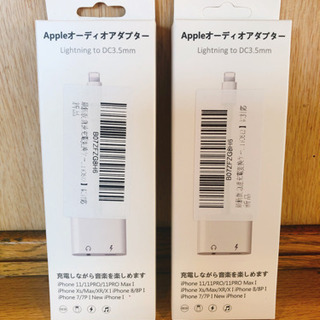 Appleオーディオアダプター
Lightning to DC3.5mm
B07ZFZGBH6
充電しながら音楽を楽しめます
iPhone 11/11PRO/11PRO Max I
iPhone Xs/Max/XR/X I iPhone 8/8P I
iPhone 7/7P I New iPhone I
Appleオーディオアダプター
Lightning to DC3.5mm
B07ZFZGBH6
充電しながら音楽を楽しめます
iPhone 11/11PRO/11PRO Max I
iPhone Xs/Max/XR/X I iPhone 8/8P I
iPhone 7/7P I New iPhone I